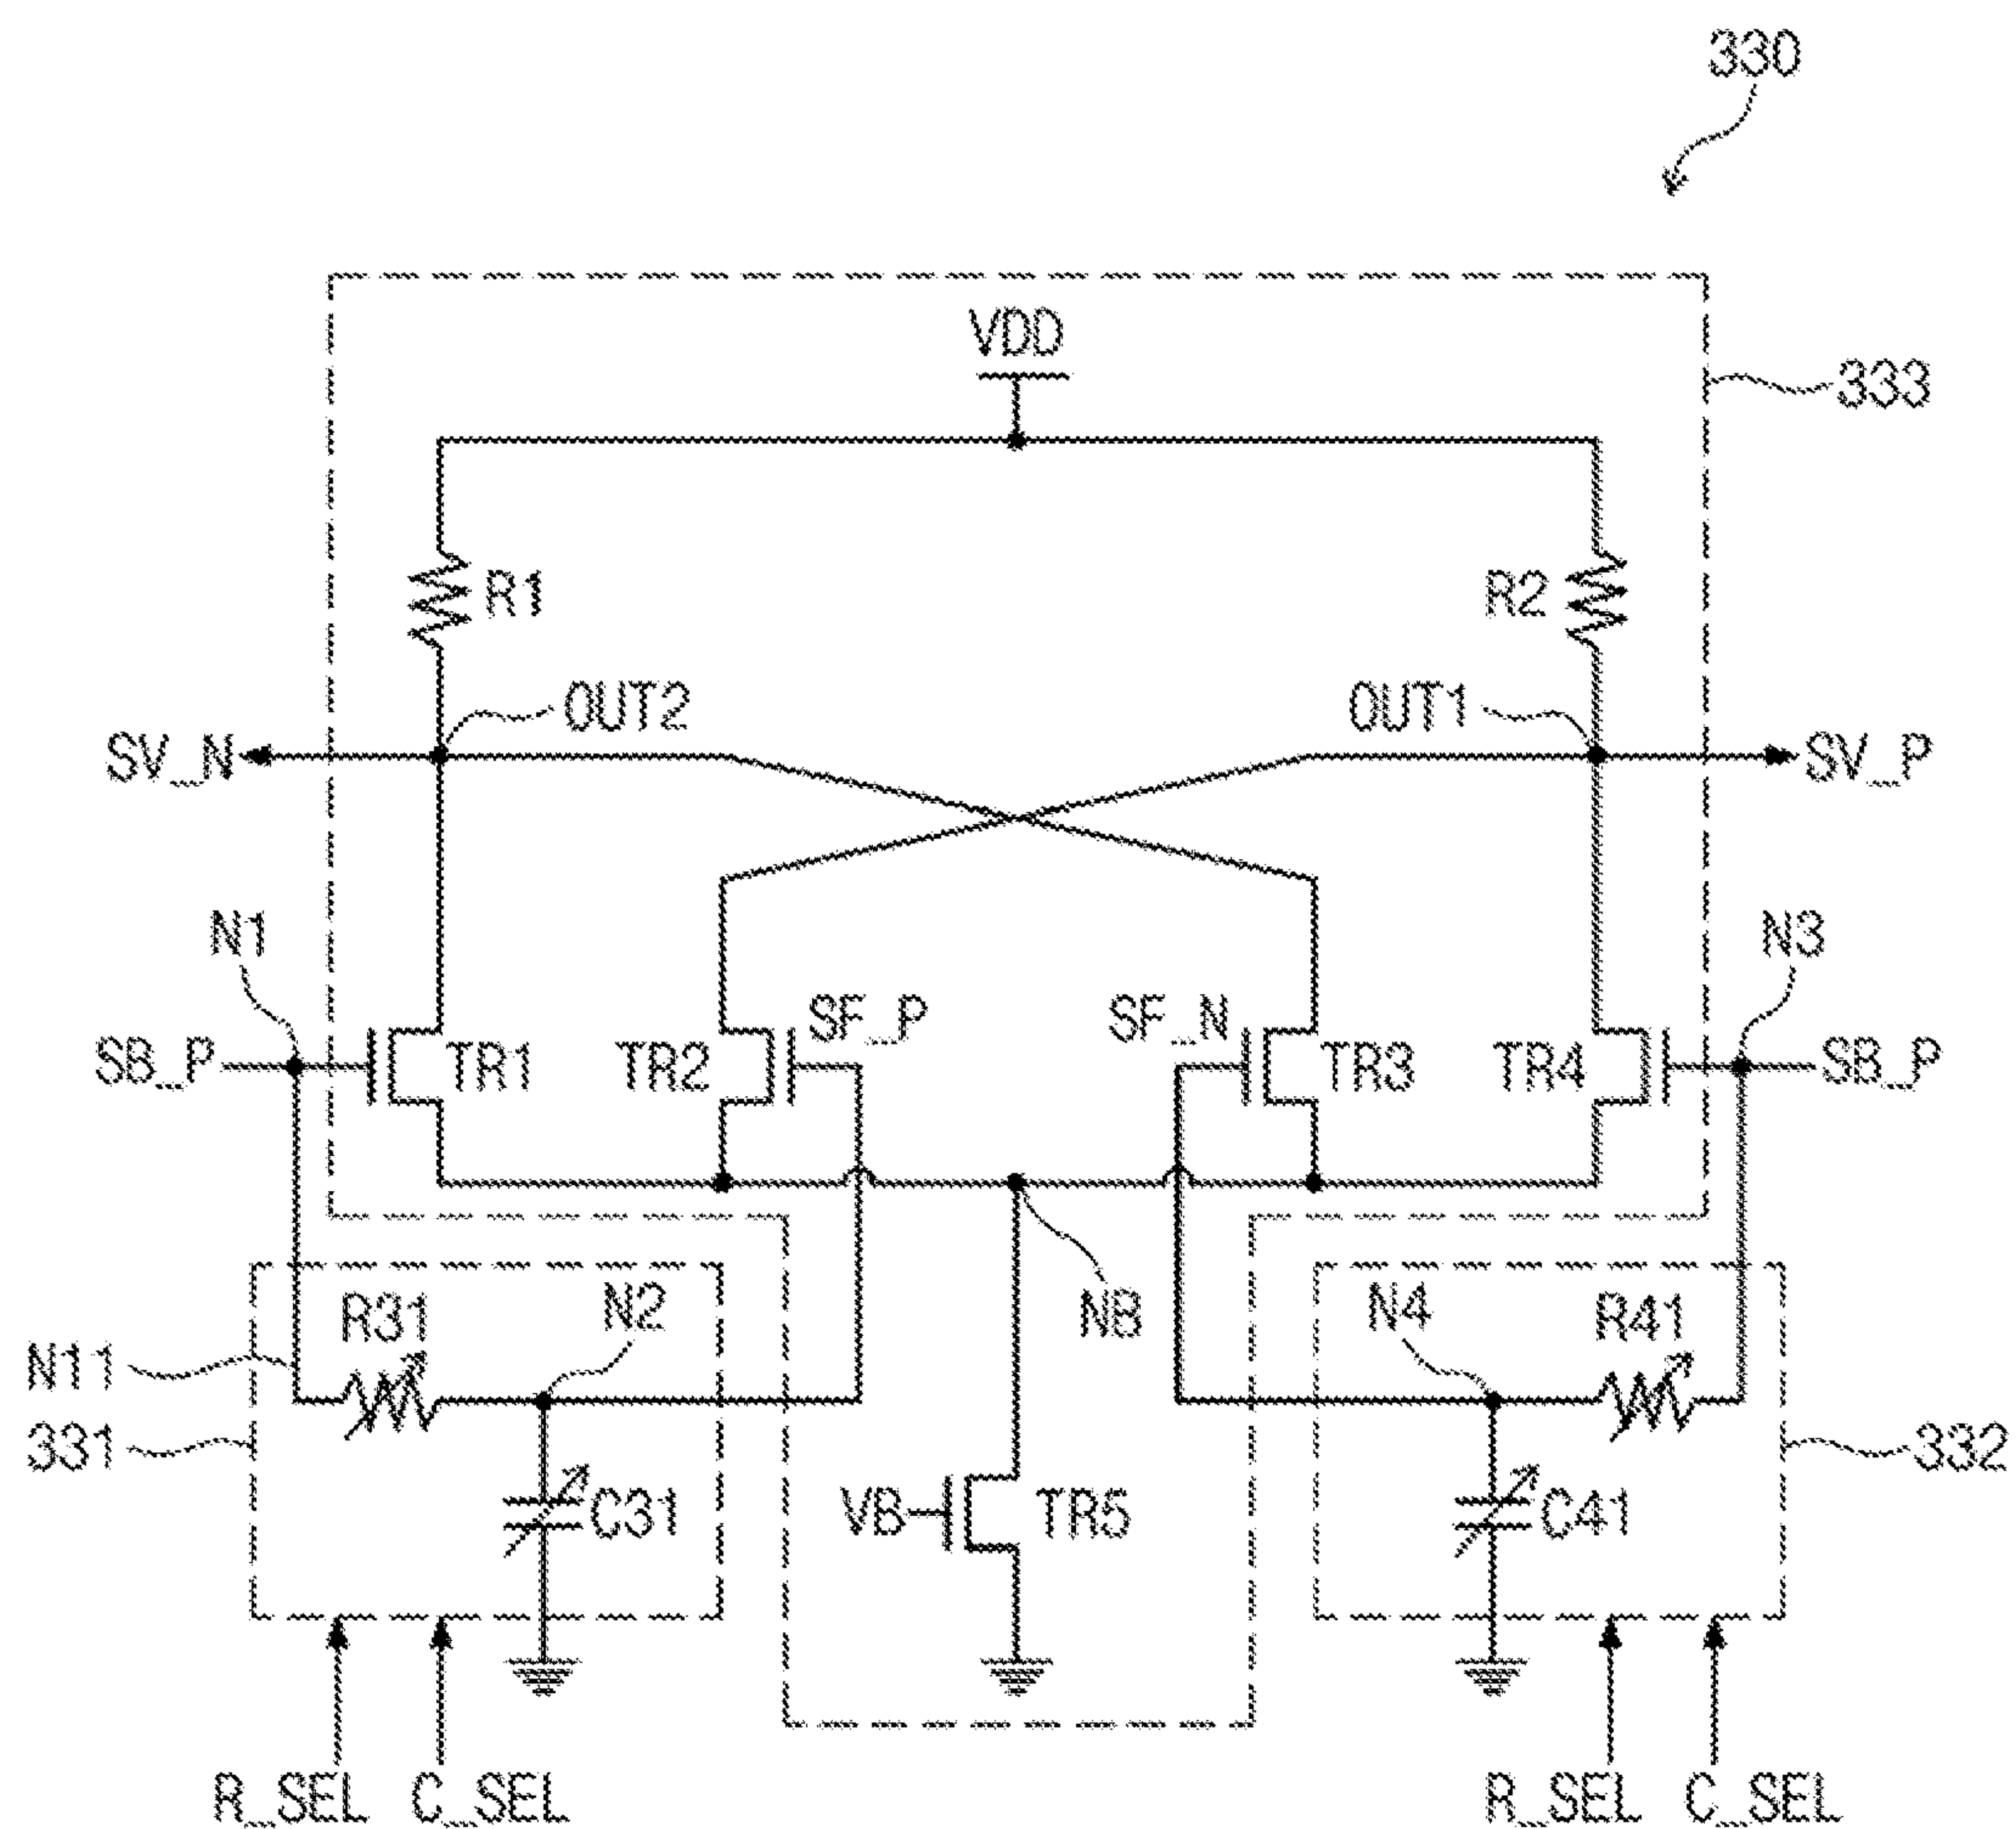 330
VDD
333
R1
R2
OUT2
OUT1
SV_N
SV_P
N1
N3
SF_P
SF_N
SB_P
TR1
TR2
TR3
TR4
SB_P
N2
NB
N4
R31
R41
N11
331
332
C31
VB
TR5
C41
R_SEL
C_SEL
R_SEL
C_SEL